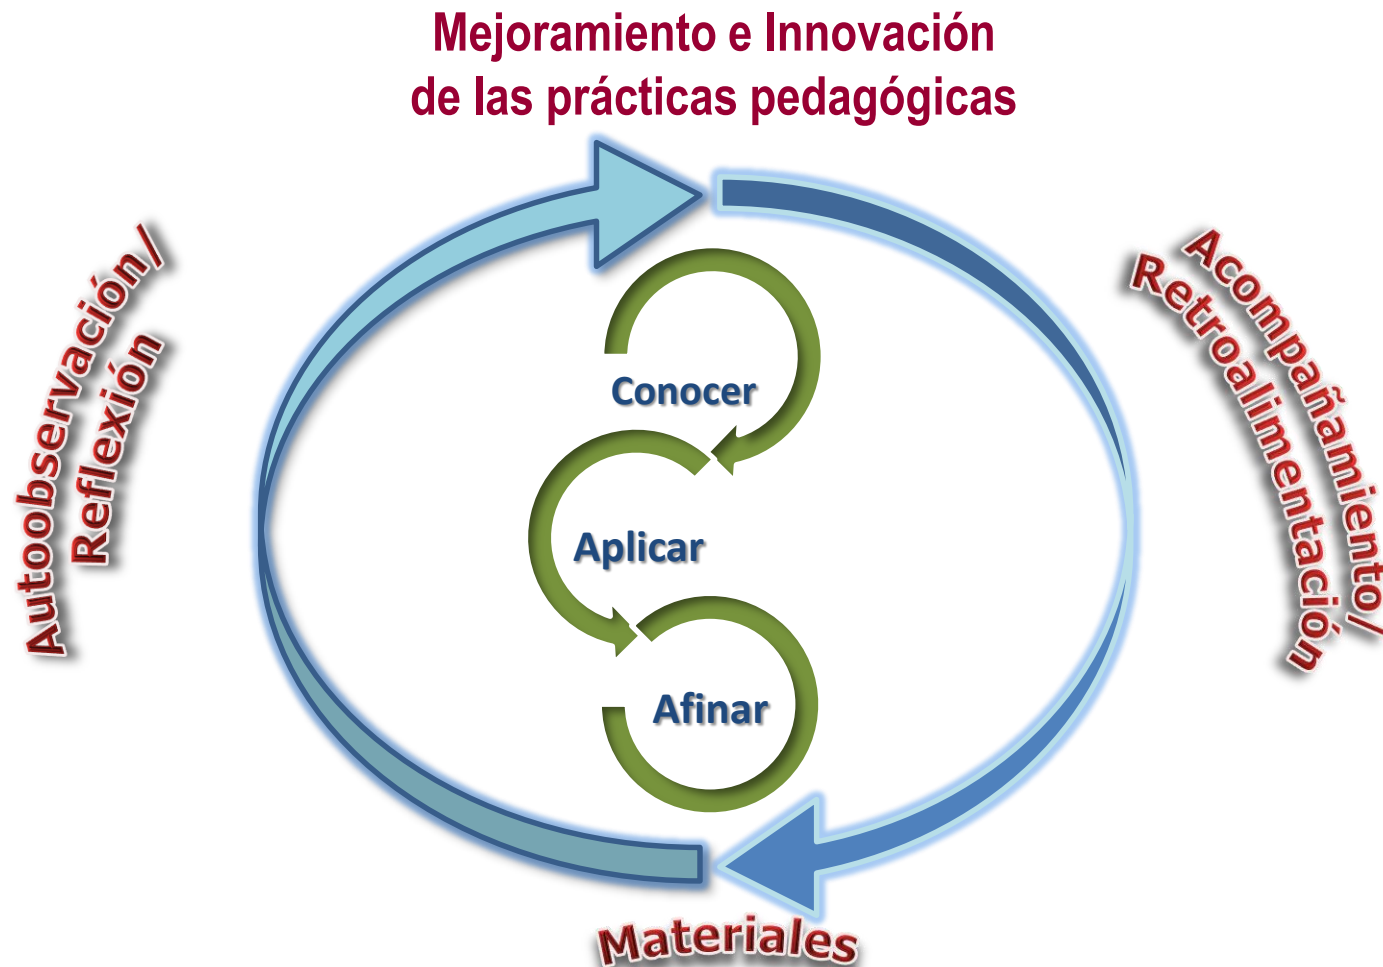 Mejoramiento e Innovación
de las prácticas pedagógicas
Autoobservación/
Reflexión
Acompañamiento/
Retroalimentación
Conocer
Aplicar
Afinar
Materiales